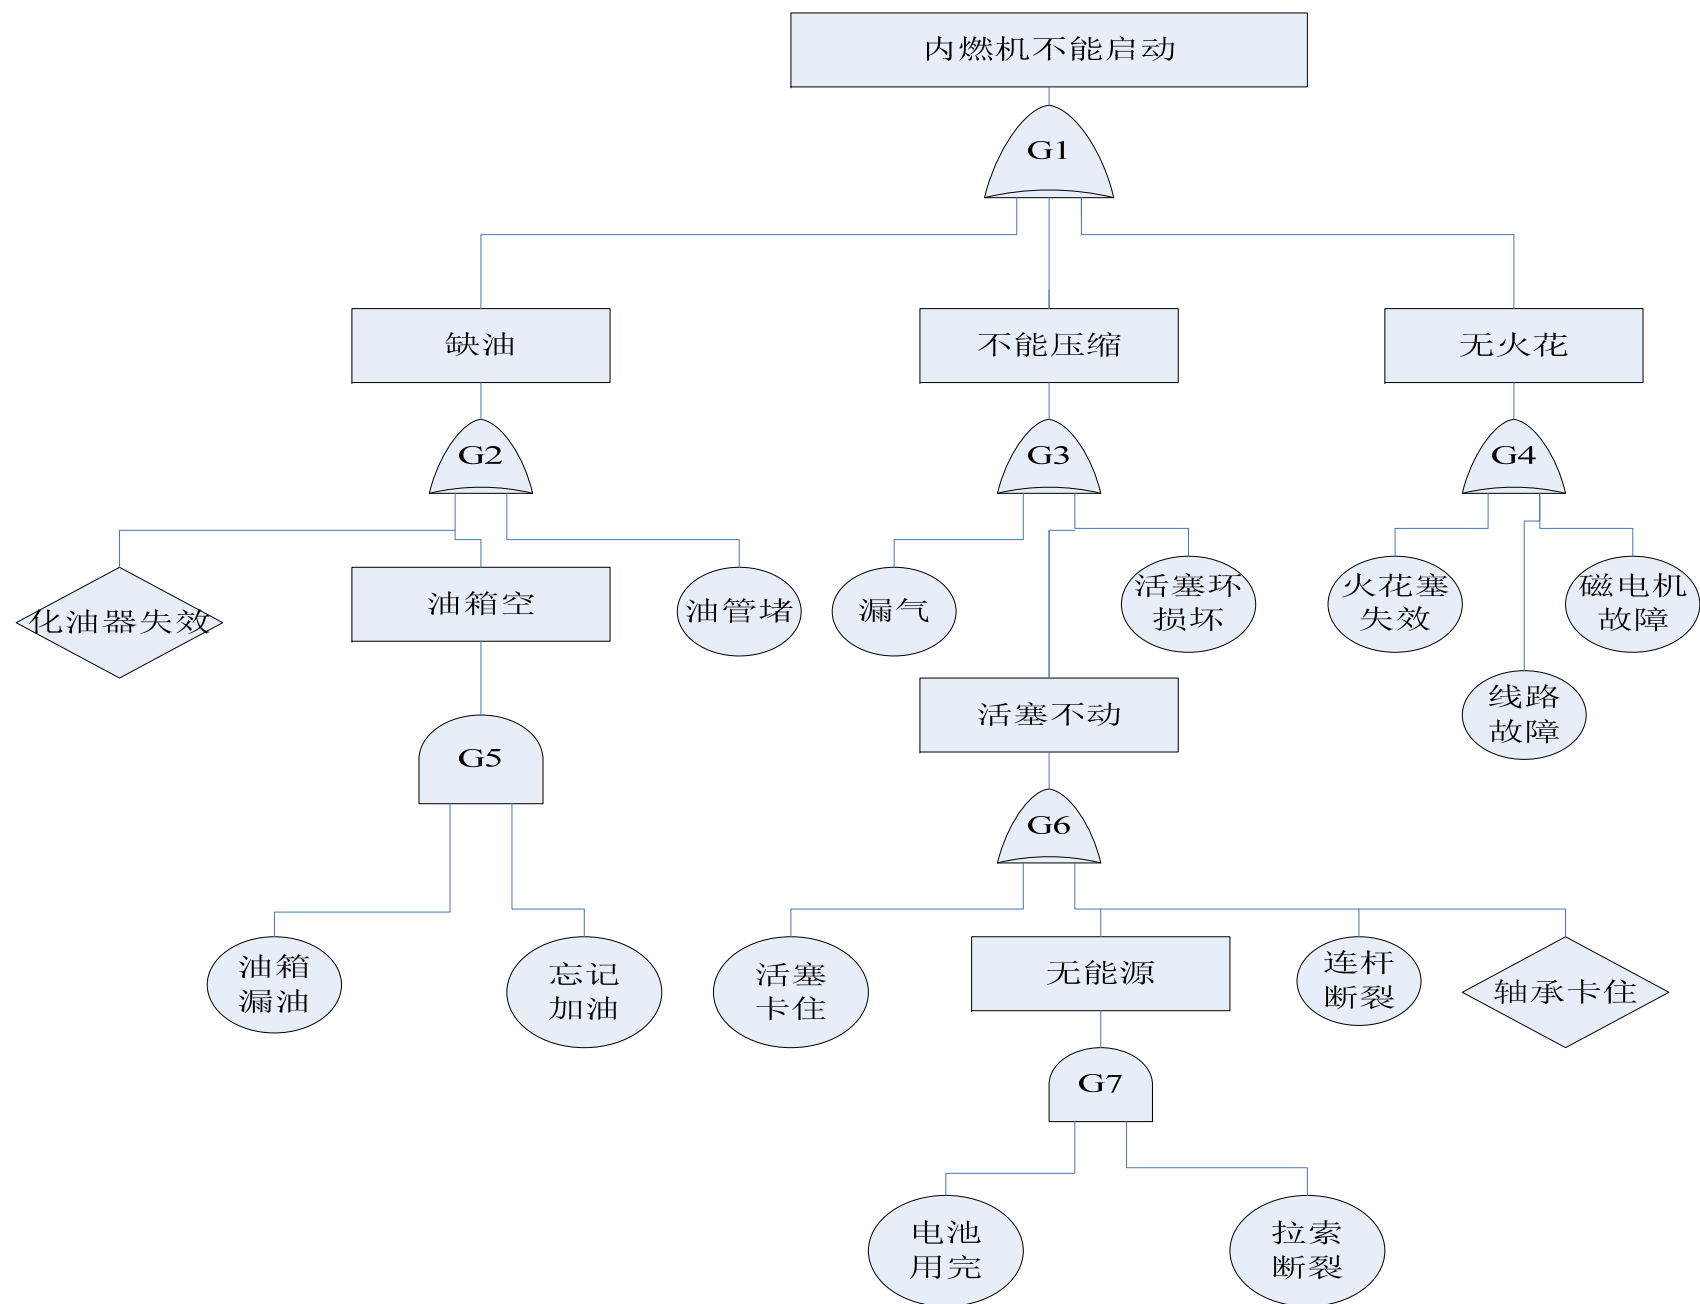 内燃机不能启动
G1
缺油
不能压缩
无火花
G2
G3
G4
化油器失效
油箱空
油管堵
漏气
活塞环
损坏
火花塞
失效
磁电机
故障
线路
故障
活塞不动
G5
G6
油箱
漏油
忘记
加油
活塞
卡住
无能源
连杆
断裂
轴承卡住
G7
电池
用完
拉索
断裂